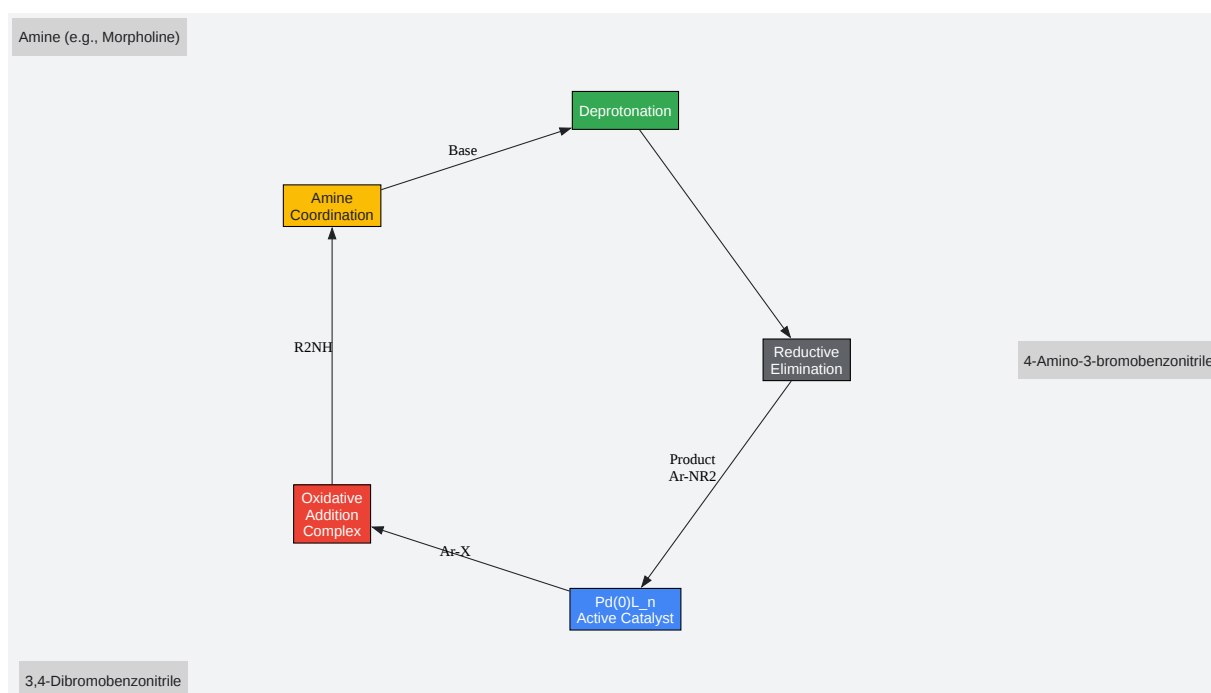 Amine (e.g., Morpholine)
Deprotonation
Base
Amine
Coordination
R2NH
Reductive
Elimination
4-Amino-3-bromobenzonitrile
Product
Ar-NR2
Oxidative
Addition
Complex
Ar-X
Pd(0)L_n
Active Catalyst
3,4-Dibromobenzonitrile